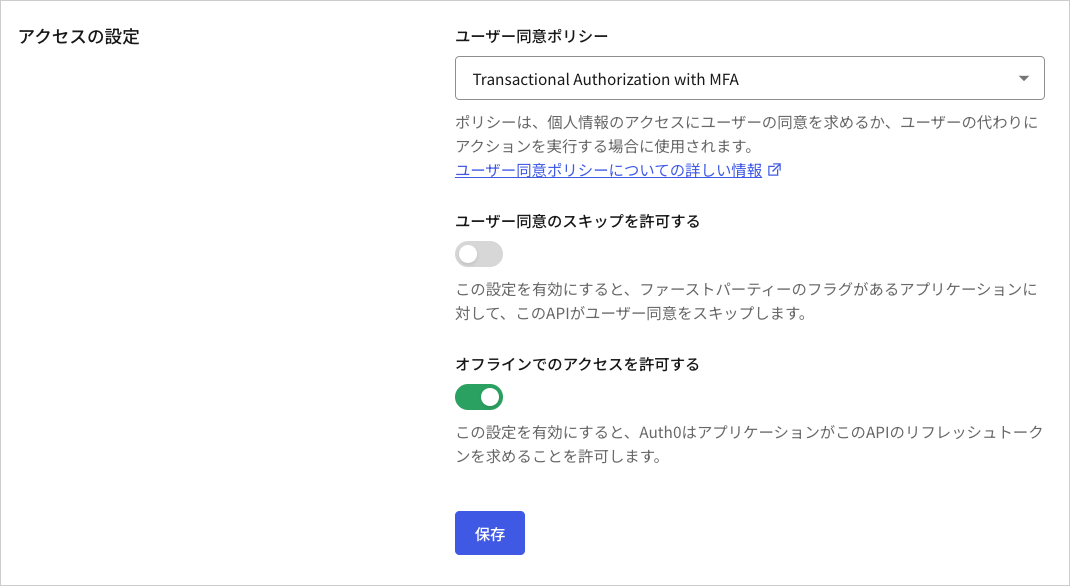 アクセスの設定
ユーザー同意ポリシー
Transactional Authorization with MFA
ポリシーは、個人情報のアクセスにユーザーの同意を求めるか、ユーザーの代わりに
アクションを実行する場合に使用されます。
ユーザー同意ポリシーについての詳しい情報
ユーザー同意のスキップを許可する
この設定を有効にすると、ファーストパーティーのフラグがあるアプリケーションに
対して、このAPIがユーザー同意をスキップします。
オフラインでのアクセスを許可する
この設定を有効にすると、Auth0はアプリケーションがこのAPIのリフレッシュトーク
ンを求めることを許可します。
保存